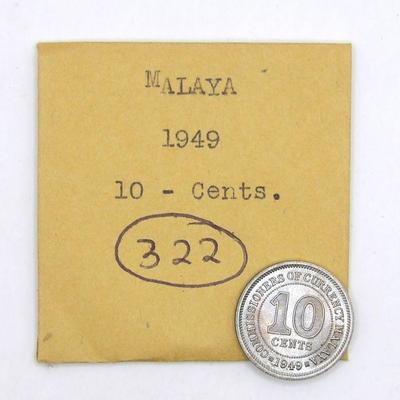 MALAYA
1949
10 - Cents.
322
COMMISSIONERS OF CURRENCY MALAYA
10
CENTS
1949